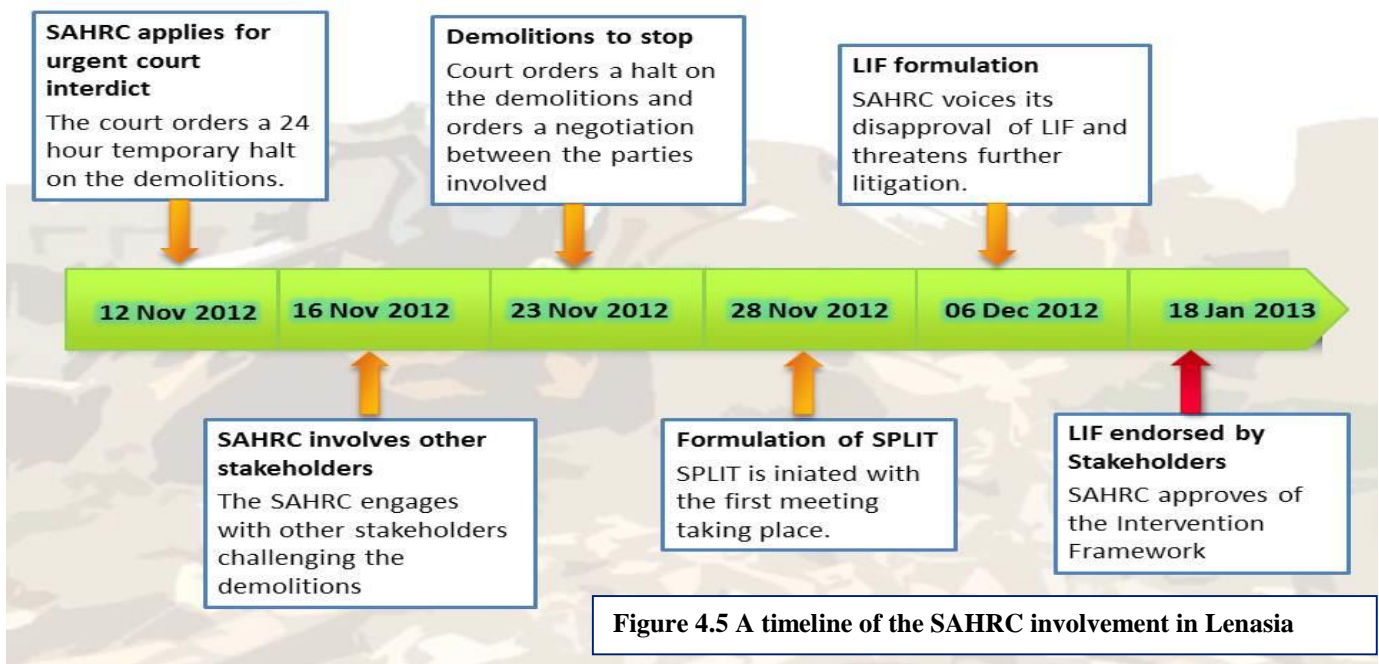 SAHRC applies for
urgent court
interdict
The court orders a 24
hour temporary halt
on the demolitions.
Demolitions to stop
Court orders a halt on
the demolitions and
orders a negotiation
between the parties
involved
LIF formulation
SAHRC voices its
disapproval of LIF and
threatens further
litigation.
12 Nov 2012
16 Nov 2012
23 Nov 2012
28 Nov 2012
06 Dec 2012
18 Jan 2013
SAHRC involves other
stakeholders
The SAHRC engages
with other stakeholders
challenging the
demolitions
Formulation of SPLIT
SPLIT is iniated with
the first meeting
taking place.
LIF endorsed by
Stakeholders
SAHRC approves of
the Intervention
Framework
Figure 4.5 A timeline of the SAHRC involvement in Lenasia